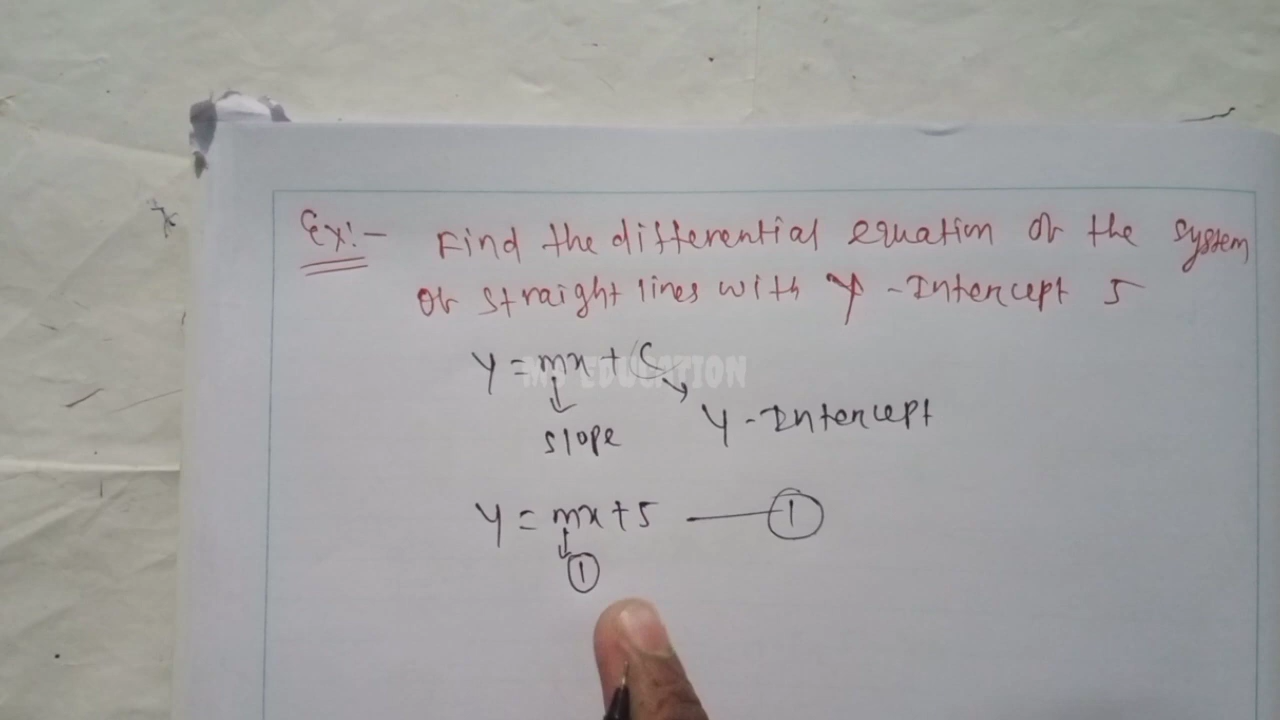 Ex:- Find the differential equation of the system
of straight lines with Y-Intercept 5
y = mx + c
slope
Y-Intercept
y = mx + 5 —— ①
①